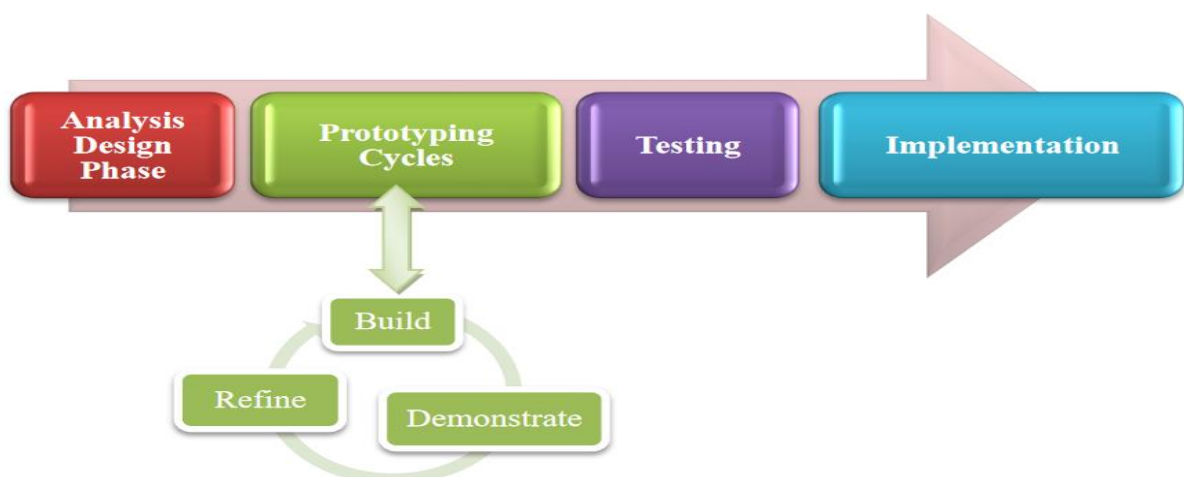 Analysis
Design
Phase
Prototyping
Cycles
Testing
Implementation
Build
Refine
Demonstrate